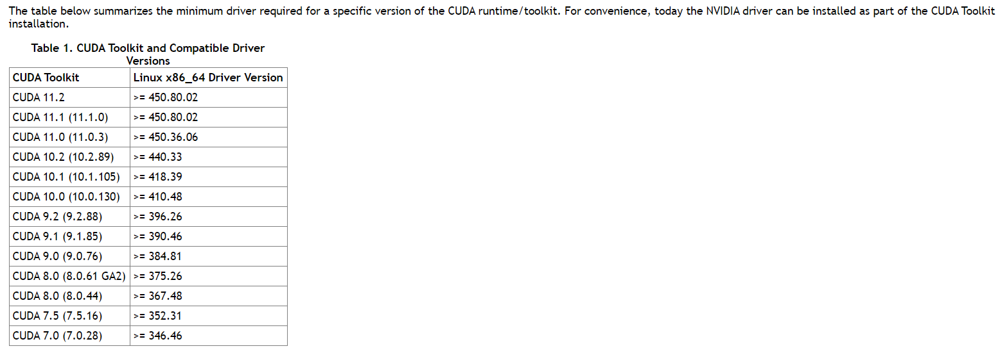 The table below summarizes the minimum driver required for a specific version of the CUDA runtime/toolkit. For convenience, today the NVIDIA driver can be installed as part of the CUDA Toolkit
installation.
Table 1. CUDA Toolkit and Compatible Driver
Versions
CUDA Toolkit Linux x86_64 Driver Version
CUDA 11.2 >= 450.80.02
CUDA 11.1 (11.1.0) >= 450.80.02
CUDA 11.0 (11.0.3) >= 450.36.06
CUDA 10.2 (10.2.89) >= 440.33
CUDA 10.1 (10.1.105) >= 418.39
CUDA 10.0 (10.0.130) >= 410.48
CUDA 9.2 (9.2.88) >= 396.26
CUDA 9.1 (9.1.85) >= 390.46
CUDA 9.0 (9.0.76) >= 384.81
CUDA 8.0 (8.0.61 GA2) >= 375.26
CUDA 8.0 (8.0.44) >= 367.48
CUDA 7.5 (7.5.16) >= 352.31
CUDA 7.0 (7.0.28) >= 346.46